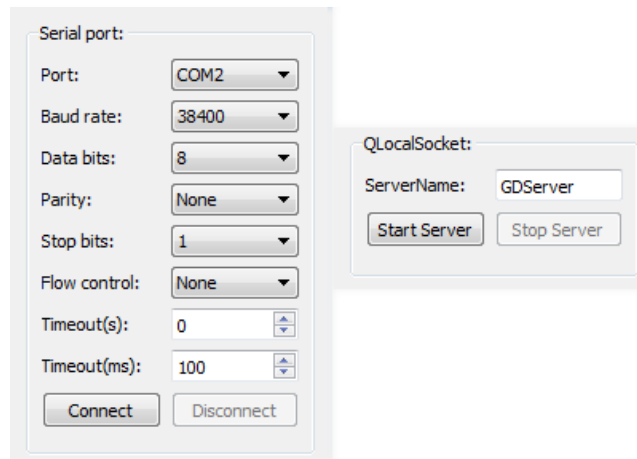 Serial port:
Port: COM2
Baud rate: 38400
Data bits: 8
Parity: None
Stop bits: 1
Flow control: None
Timeout(s): 0
Timeout(ms): 100
Connect Disconnect
QLocalSocket:
ServerName: GDServer
Start Server Stop Server